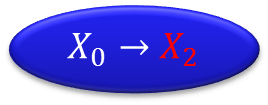 X₀ → X₂